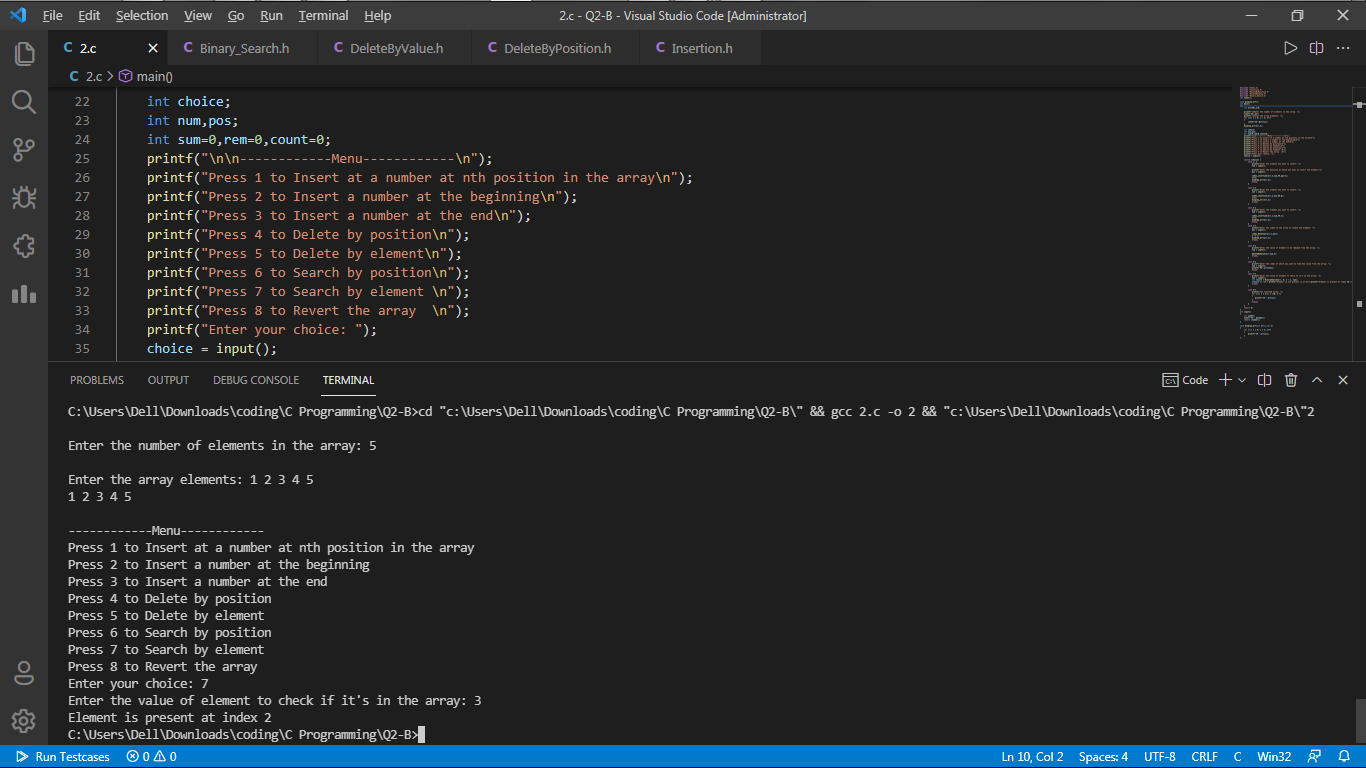 File Edit Selection View Go Run Terminal Help 2.c - Q2-B - Visual Studio Code [Administrator]
C 2.c C Binary_Search.h C DeleteByValue.h C DeleteByPosition.h C Insertion.h
C 2.c > main()
22 int choice;
23 int num,pos;
24 int sum=0,rem=0,count=0;
25 printf("\n\n------------Menu------------\n");
26 printf("Press 1 to Insert at a number at nth position in the array\n");
27 printf("Press 2 to Insert a number at the beginning\n");
28 printf("Press 3 to Insert a number at the end\n");
29 printf("Press 4 to Delete by position\n");
30 printf("Press 5 to Delete by element\n");
31 printf("Press 6 to Search by position\n");
32 printf("Press 7 to Search by element \n");
33 printf("Press 8 to Revert the array  \n");
34 printf("Enter your choice: ");
35 choice = input();
PROBLEMS OUTPUT DEBUG CONSOLE TERMINAL Code
C:\Users\Dell\Downloads\coding\C Programming\Q2-B>cd "c:\Users\Dell\Downloads\coding\C Programming\Q2-B\" && gcc 2.c -o 2 && "c:\Users\Dell\Downloads\coding\C Programming\Q2-B\"2
Enter the number of elements in the array: 5
Enter the array elements: 1 2 3 4 5
1 2 3 4 5
------------Menu------------
Press 1 to Insert at a number at nth position in the array
Press 2 to Insert a number at the beginning
Press 3 to Insert a number at the end
Press 4 to Delete by position
Press 5 to Delete by element
Press 6 to Search by position
Press 7 to Search by element
Press 8 to Revert the array
Enter your choice: 7
Enter the value of element to check if it's in the array: 3
Element is present at index 2
C:\Users\Dell\Downloads\coding\C Programming\Q2-B>
Run Testcases 0 0 Ln 10, Col 2 Spaces: 4 UTF-8 CRLF C Win32